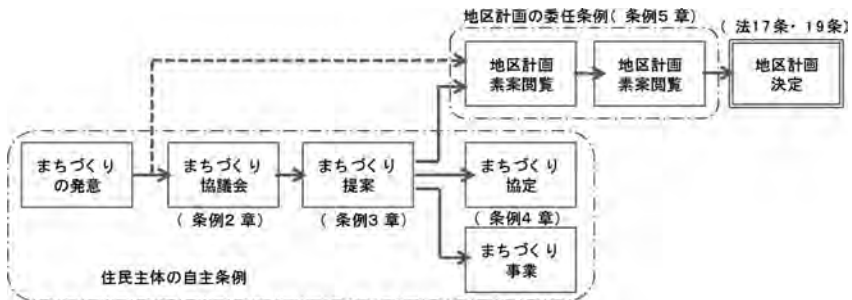 地区計画の委任条例( 条例5 章)
( 法17条・19条)
地区計画
素案閲覧
地区計画
素案閲覧
地区計画
決定
まちづくり
の発意
まちづくり
協議会
まちづくり
提案
まちづくり
協定
( 条例2 章)
( 条例3 章)
( 条例4 章)
まちづくり
事業
住民主体の自主条例